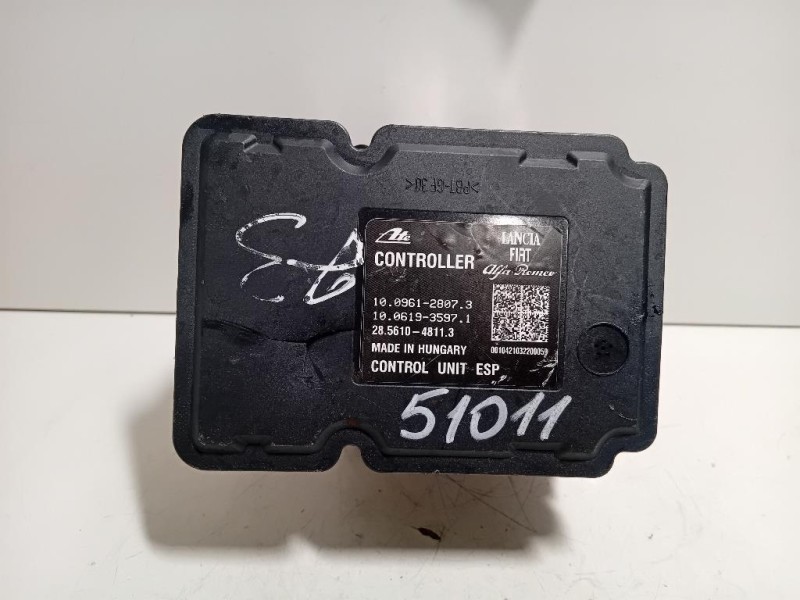 >PBT-GF30<
Ate
LANCIA
FIAT
Alfa Romeo
CONTROLLER
10.0961-2807.3
10.0619-3597.1
28.5610-4811.3
MADE IN HUNGARY
CONTROL UNIT ESP
51011